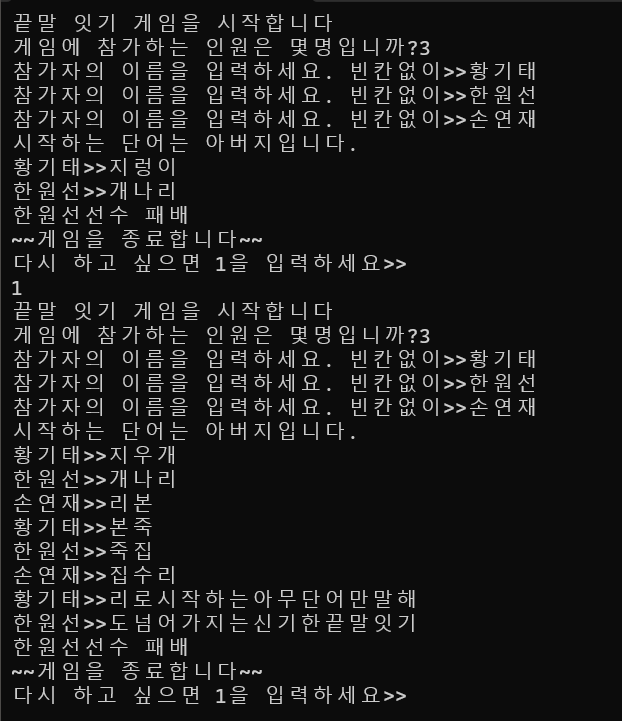 끝말 잇기 게임을 시작합니다
게임에 참가하는 인원은 몇명입니까?3
참가자의 이름을 입력하세요. 빈칸없이>>황기태
참가자의 이름을 입력하세요. 빈칸없이>>한원선
참가자의 이름을 입력하세요. 빈칸없이>>손연재
시작하는 단어는 아버지입니다.
황기태>>지렁이
한원선>>개나리
한원선선수 패배
~~게임을 종료합니다~~
다시 하고 싶으면 1을 입력하세요>>
1
끝말 잇기 게임을 시작합니다
게임에 참가하는 인원은 몇명입니까?3
참가자의 이름을 입력하세요. 빈칸없이>>황기태
참가자의 이름을 입력하세요. 빈칸없이>>한원선
참가자의 이름을 입력하세요. 빈칸없이>>손연재
시작하는 단어는 아버지입니다.
황기태>>지우개
한원선>>개나리
손연재>>리본
황기태>>본죽
한원선>>죽집
손연재>>집수리
황기태>>리로시작하는아무단어만말해
한원선>>도넘어가지는신기한끝말잇기
한원선선수 패배
~~게임을 종료합니다~~
다시 하고 싶으면 1을 입력하세요>>